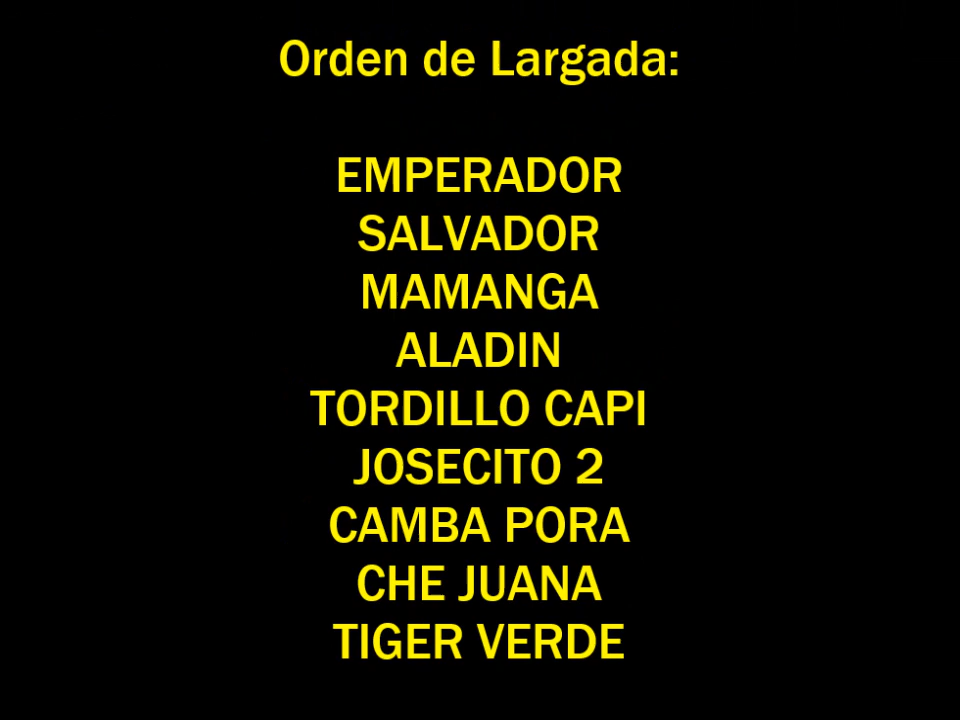 Orden de Largada:
EMPERADOR
SALVADOR
MAMANGA
ALADIN
TORDILLO CAPI
JOSECITO 2
CAMBA PORA
CHE JUANA
TIGER VERDE